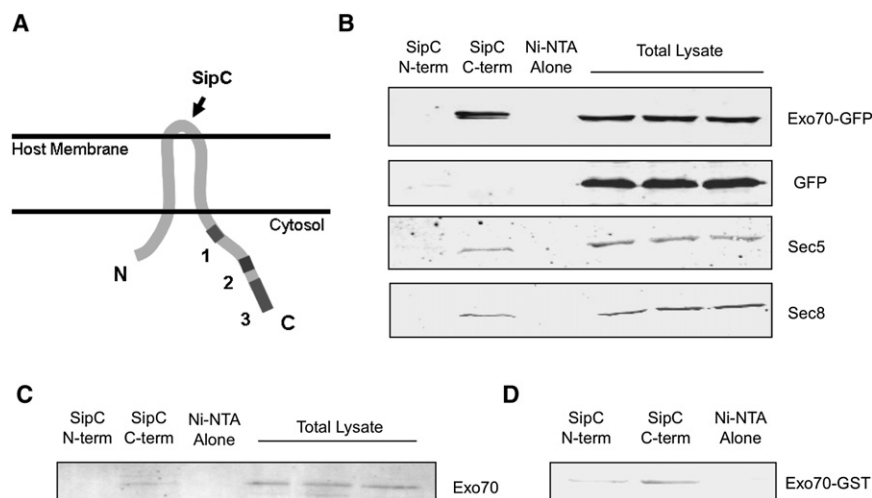 A
SipC
Host Membrane
Cytosol
N
1
2
3
C
B
SipC N-term
SipC C-term
Ni-NTA Alone
Total Lysate
Exo70-GFP
GFP
Sec5
Sec8
C
SipC N-term
SipC C-term
Ni-NTA Alone
Total Lysate
Exo70
D
SipC N-term
SipC C-term
Ni-NTA Alone
Exo70-GST